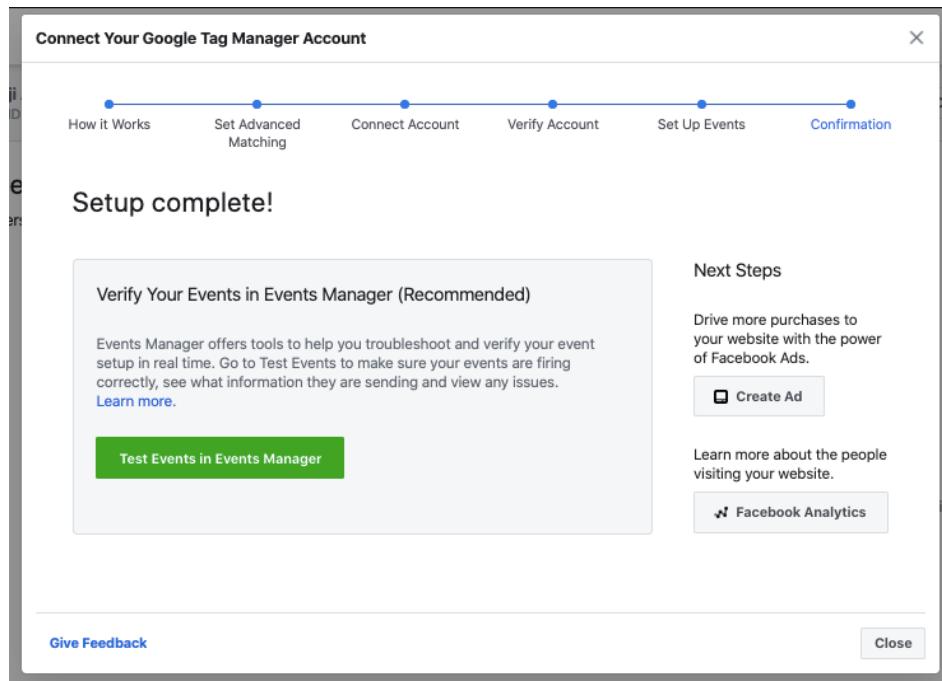 Connect Your Google Tag Manager Account
How it Works
Set Advanced
Matching
Connect Account
Verify Account
Set Up Events
Confirmation
Setup complete!
Verify Your Events in Events Manager (Recommended)
Events Manager offers tools to help you troubleshoot and verify your event
setup in real time. Go to Test Events to make sure your events are firing
correctly, see what information they are sending and view any issues.
Learn more.
Test Events in Events Manager
Next Steps
Drive more purchases to
your website with the power
of Facebook Ads.
Create Ad
Learn more about the people
visiting your website.
Facebook Analytics
Give Feedback
Close